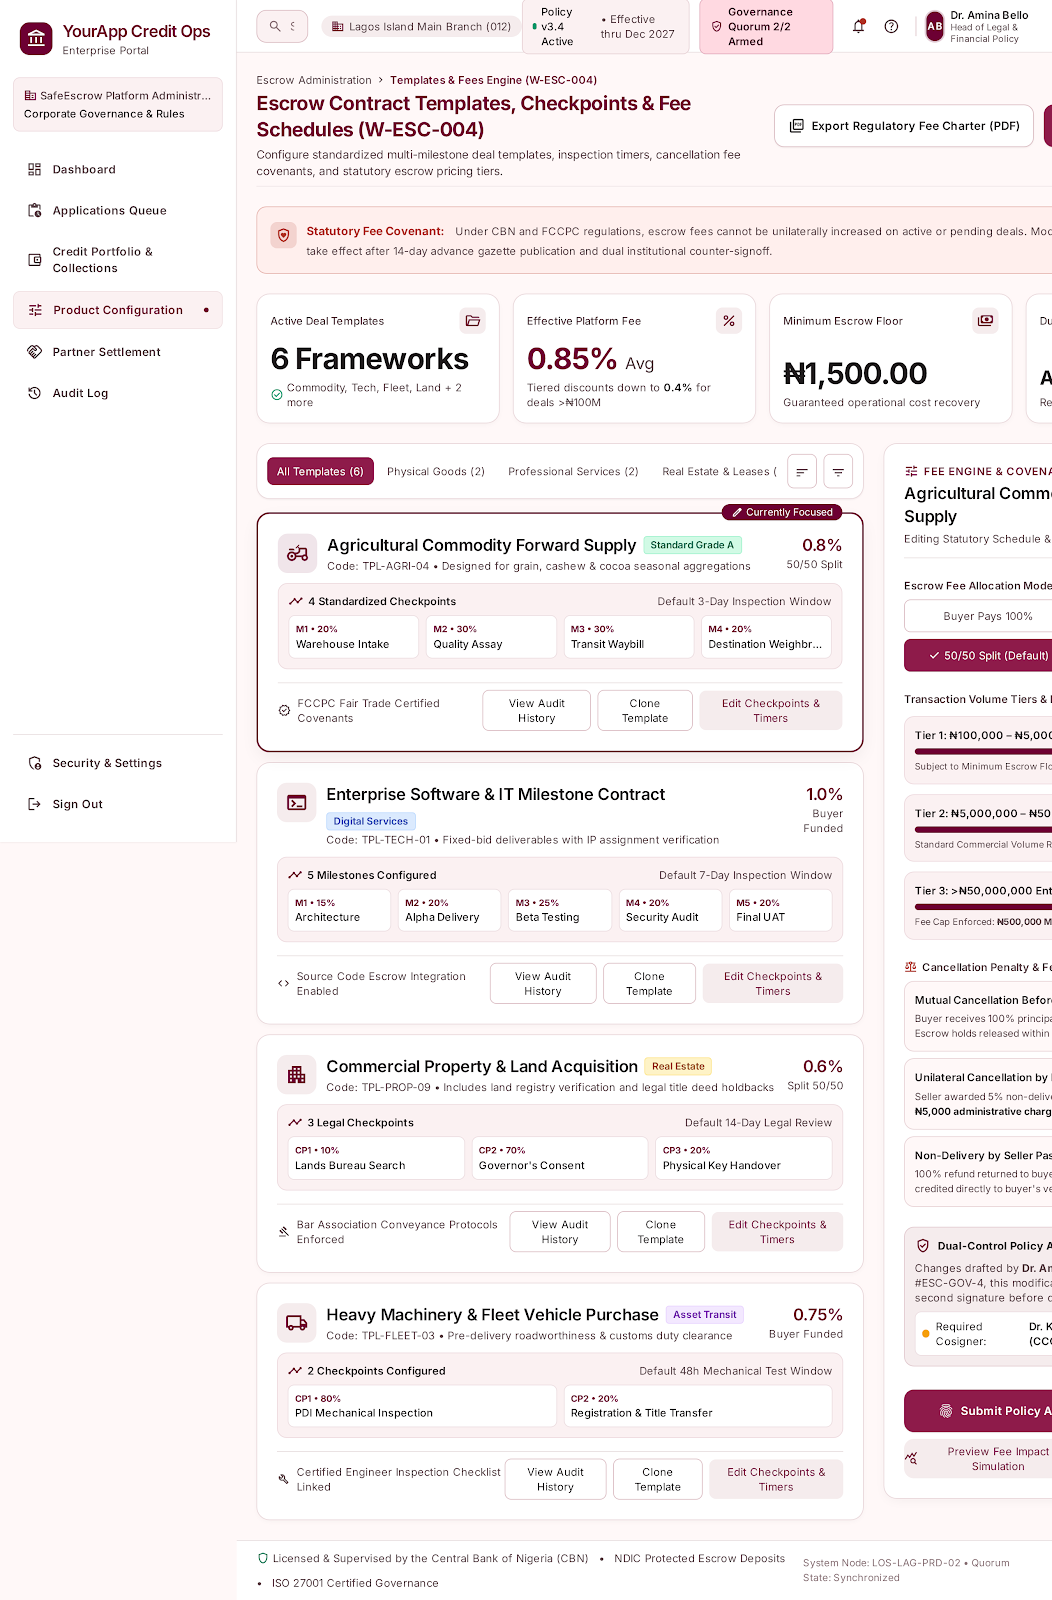 YourApp Credit Ops
Enterprise Portal
SafeEscrow Platform Administr...
Corporate Governance & Rules
Dashboard
Applications Queue
Credit Portfolio &
Collections
Product Configuration
Partner Settlement
Audit Log
Security & Settings
Sign Out
Lagos Island Main Branch (012)
Policy
v3.4
Active
• Effective
thru Dec 2027
Governance
Quorum 2/2
Armed
AB
Dr. Amina Bello
Head of Legal &
Financial Policy
Escrow Administration › Templates & Fees Engine (W-ESC-004)
Escrow Contract Templates, Checkpoints & Fee
Schedules (W-ESC-004)
Configure standardized multi-milestone deal templates, inspection timers, cancellation fee
covenants, and statutory escrow pricing tiers.
Export Regulatory Fee Charter (PDF)
Statutory Fee Covenant: Under CBN and FCCPC regulations, escrow fees cannot be unilaterally increased on active or pending deals. Mod
take effect after 14-day advance gazette publication and dual institutional counter-signoff.
Active Deal Templates
6 Frameworks
Commodity, Tech, Fleet, Land + 2
more
Effective Platform Fee
0.85% Avg
Tiered discounts down to 0.4% for
deals >₦100M
Minimum Escrow Floor
₦1,500.00
Guaranteed operational cost recovery
Du
A
Re
All Templates (6)
Physical Goods (2)
Professional Services (2)
Real Estate & Leases (
Currently Focused
Agricultural Commodity Forward Supply
Standard Grade A
0.8%
Code: TPL-AGRI-04 • Designed for grain, cashew & cocoa seasonal aggregations
50/50 Split
4 Standardized Checkpoints
Default 3-Day Inspection Window
M1 • 20%
Warehouse Intake
M2 • 30%
Quality Assay
M3 • 30%
Transit Waybill
M4 • 20%
Destination Weighbr...
FCCPC Fair Trade Certified
Covenants
View Audit
History
Clone
Template
Edit Checkpoints &
Timers
Enterprise Software & IT Milestone Contract
Digital Services
1.0%
Buyer
Funded
Code: TPL-TECH-01 • Fixed-bid deliverables with IP assignment verification
5 Milestones Configured
Default 7-Day Inspection Window
M1 • 15%
Architecture
M2 • 20%
Alpha Delivery
M3 • 25%
Beta Testing
M4 • 20%
Security Audit
M5 • 20%
Final UAT
Source Code Escrow Integration
Enabled
View Audit
History
Clone
Template
Edit Checkpoints &
Timers
Commercial Property & Land Acquisition
Real Estate
0.6%
Code: TPL-PROP-09 • Includes land registry verification and legal title deed holdbacks
Split 50/50
3 Legal Checkpoints
Default 14-Day Legal Review
CP1 • 10%
Lands Bureau Search
CP2 • 70%
Governor's Consent
CP3 • 20%
Physical Key Handover
Bar Association Conveyance Protocols
Enforced
View Audit
History
Clone
Template
Edit Checkpoints &
Timers
Heavy Machinery & Fleet Vehicle Purchase
Asset Transit
0.75%
Code: TPL-FLEET-03 • Pre-delivery roadworthiness & customs duty clearance
Buyer Funded
2 Checkpoints Configured
Default 48h Mechanical Test Window
CP1 • 80%
PDI Mechanical Inspection
CP2 • 20%
Registration & Title Transfer
Certified Engineer Inspection Checklist
Linked
View Audit
History
Clone
Template
Edit Checkpoints &
Timers
FEE ENGINE & COVENA
Agricultural Comm
Supply
Editing Statutory Schedule &
Escrow Fee Allocation Mode
Buyer Pays 100%
50/50 Split (Default)
Transaction Volume Tiers &
Tier 1: ₦100,000 – ₦5,000
Subject to Minimum Escrow Flo
Tier 2: ₦5,000,000 – ₦50
Standard Commercial Volume R
Tier 3: >₦50,000,000 Ent
Fee Cap Enforced: ₦500,000 M
Cancellation Penalty & Fe
Mutual Cancellation Befor
Buyer receives 100% principa
Escrow holds released within
Unilateral Cancellation by
Seller awarded 5% non-delive
₦5,000 administrative charg
Non-Delivery by Seller Pas
100% refund returned to buye
credited directly to buyer's ve
Dual-Control Policy A
Changes drafted by Dr. Am
#ESC-GOV-4, this modifica
second signature before d
Required
Cosigner:
Dr. K
(CCO
Submit Policy A
Preview Fee Impact
Simulation
Licensed & Supervised by the Central Bank of Nigeria (CBN) • NDIC Protected Escrow Deposits
• ISO 27001 Certified Governance
System Node: LOS-LAG-PRD-02 • Quorum
State: Synchronized